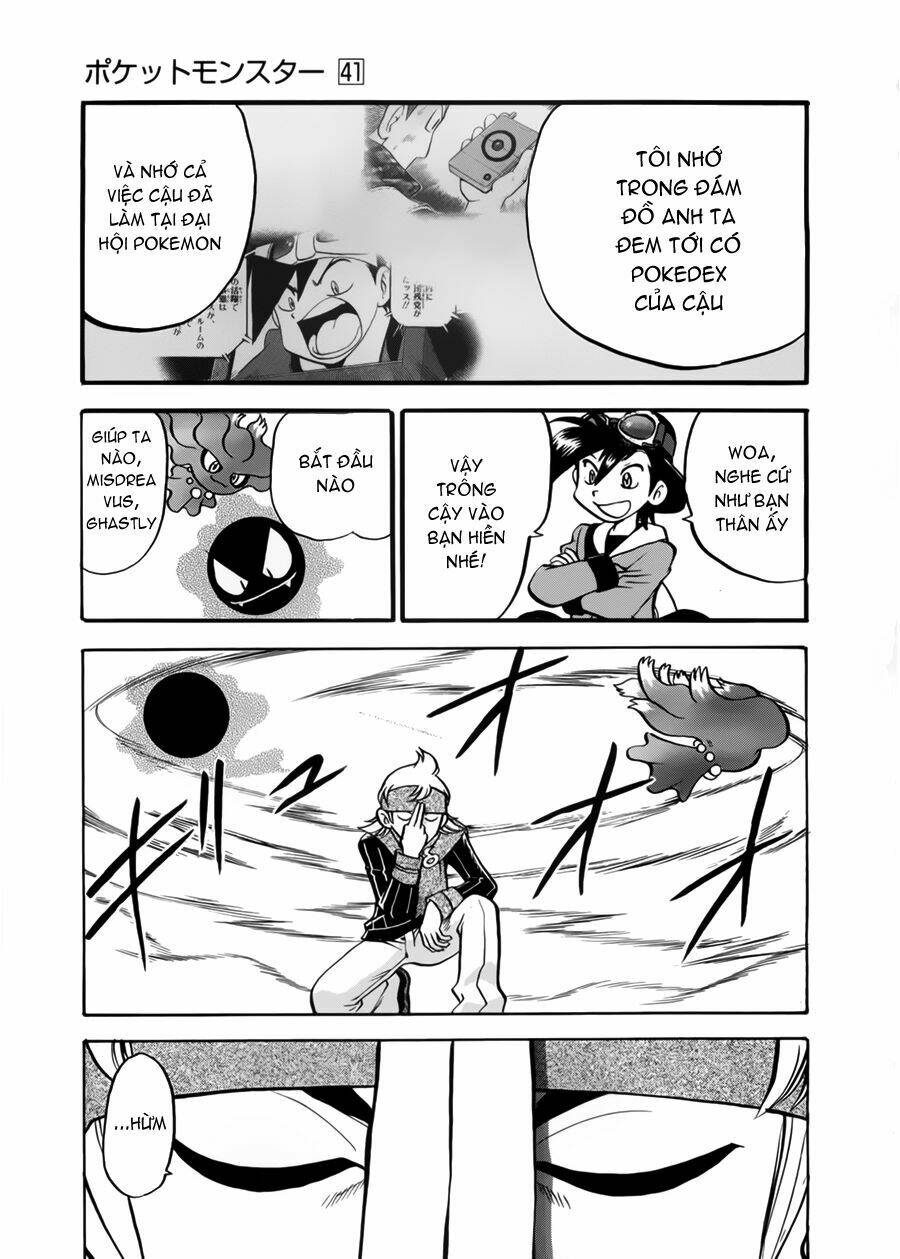 ポケットモンスター 41
TÔI NHỚ
TRONG ĐÁM
ĐỒ ANH TA
ĐEM TỚI CÓ
POKEDEX
CỦA CẬU
VÀ NHỚ CẢ
VIỆC CẬU ĐÃ
LÀM TẠI ĐẠI
HỘI POKEMON
WOA,
NGHE CỨ
NHƯ BẠN
THÂN ẤY
VẬY
TRÔNG
CẬY VÀO
BẠN HIỀN
NHÉ!
BẮT ĐẦU
NÀO
GIÚP TA
NÀO,
MISDREA
VUS,
GHASTLY
...HỪM